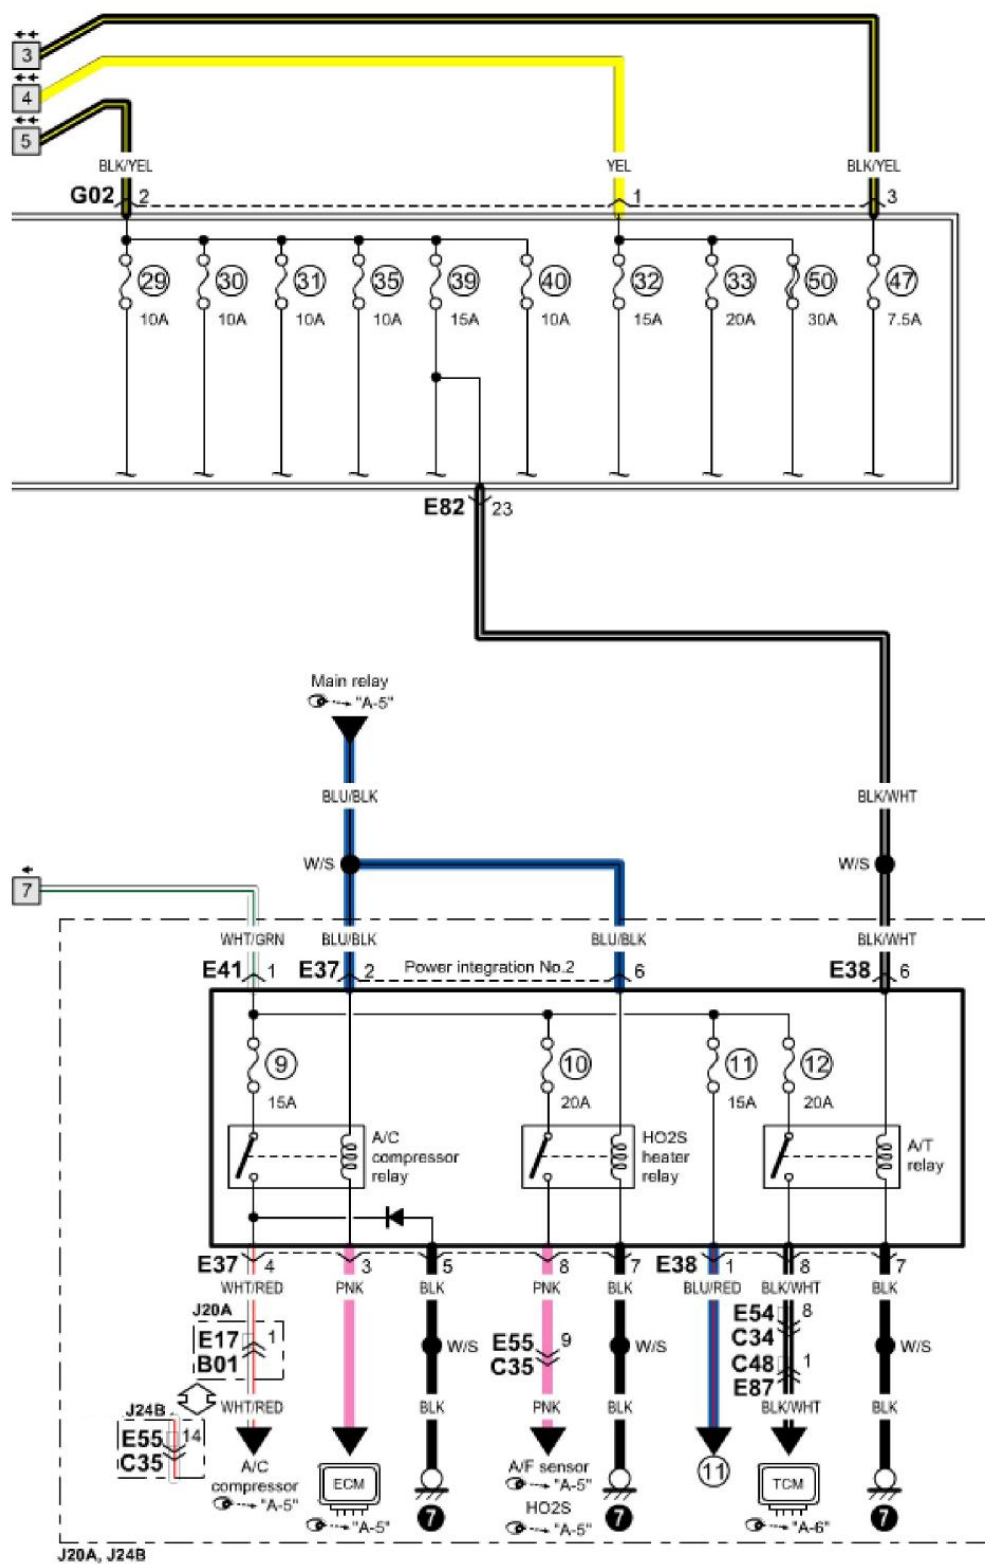 3
4
5
BLK/YEL YEL BLK/YEL
G02 2 1 3
29 30 31 35 39 40 32 33 50 47
10A 10A 10A 10A 15A 10A 15A 20A 30A 7.5A
E82 23
Main relay
"A-5"
BLU/BLK BLK/WHT
W/S W/S
7
WHT/GRN BLU/BLK BLU/BLK BLK/WHT
E41 1 E37 2 Power integration No.2 6 E38 6
9 10 11 12
15A 20A 15A 20A
A/C
compressor
relay
HO2S
heater
relay
A/T
relay
E37 4 3 5 8 7 E38 1 8 7
WHT/RED PNK BLK PNK BLK BLU/RED BLK/WHT BLK
J20A
E17 1
B01
W/S
E55 9
C35
W/S
E54 8
C34
C48 1
E87
W/S
WHT/RED BLK PNK BLK BLK/WHT BLK
J24B
E55 14
C35
A/C
compressor
"A-5"
ECM
"A-5"
7
A/F sensor
"A-5"
HO2S
"A-5"
7
11
TCM
"A-6"
7
J20A, J24B